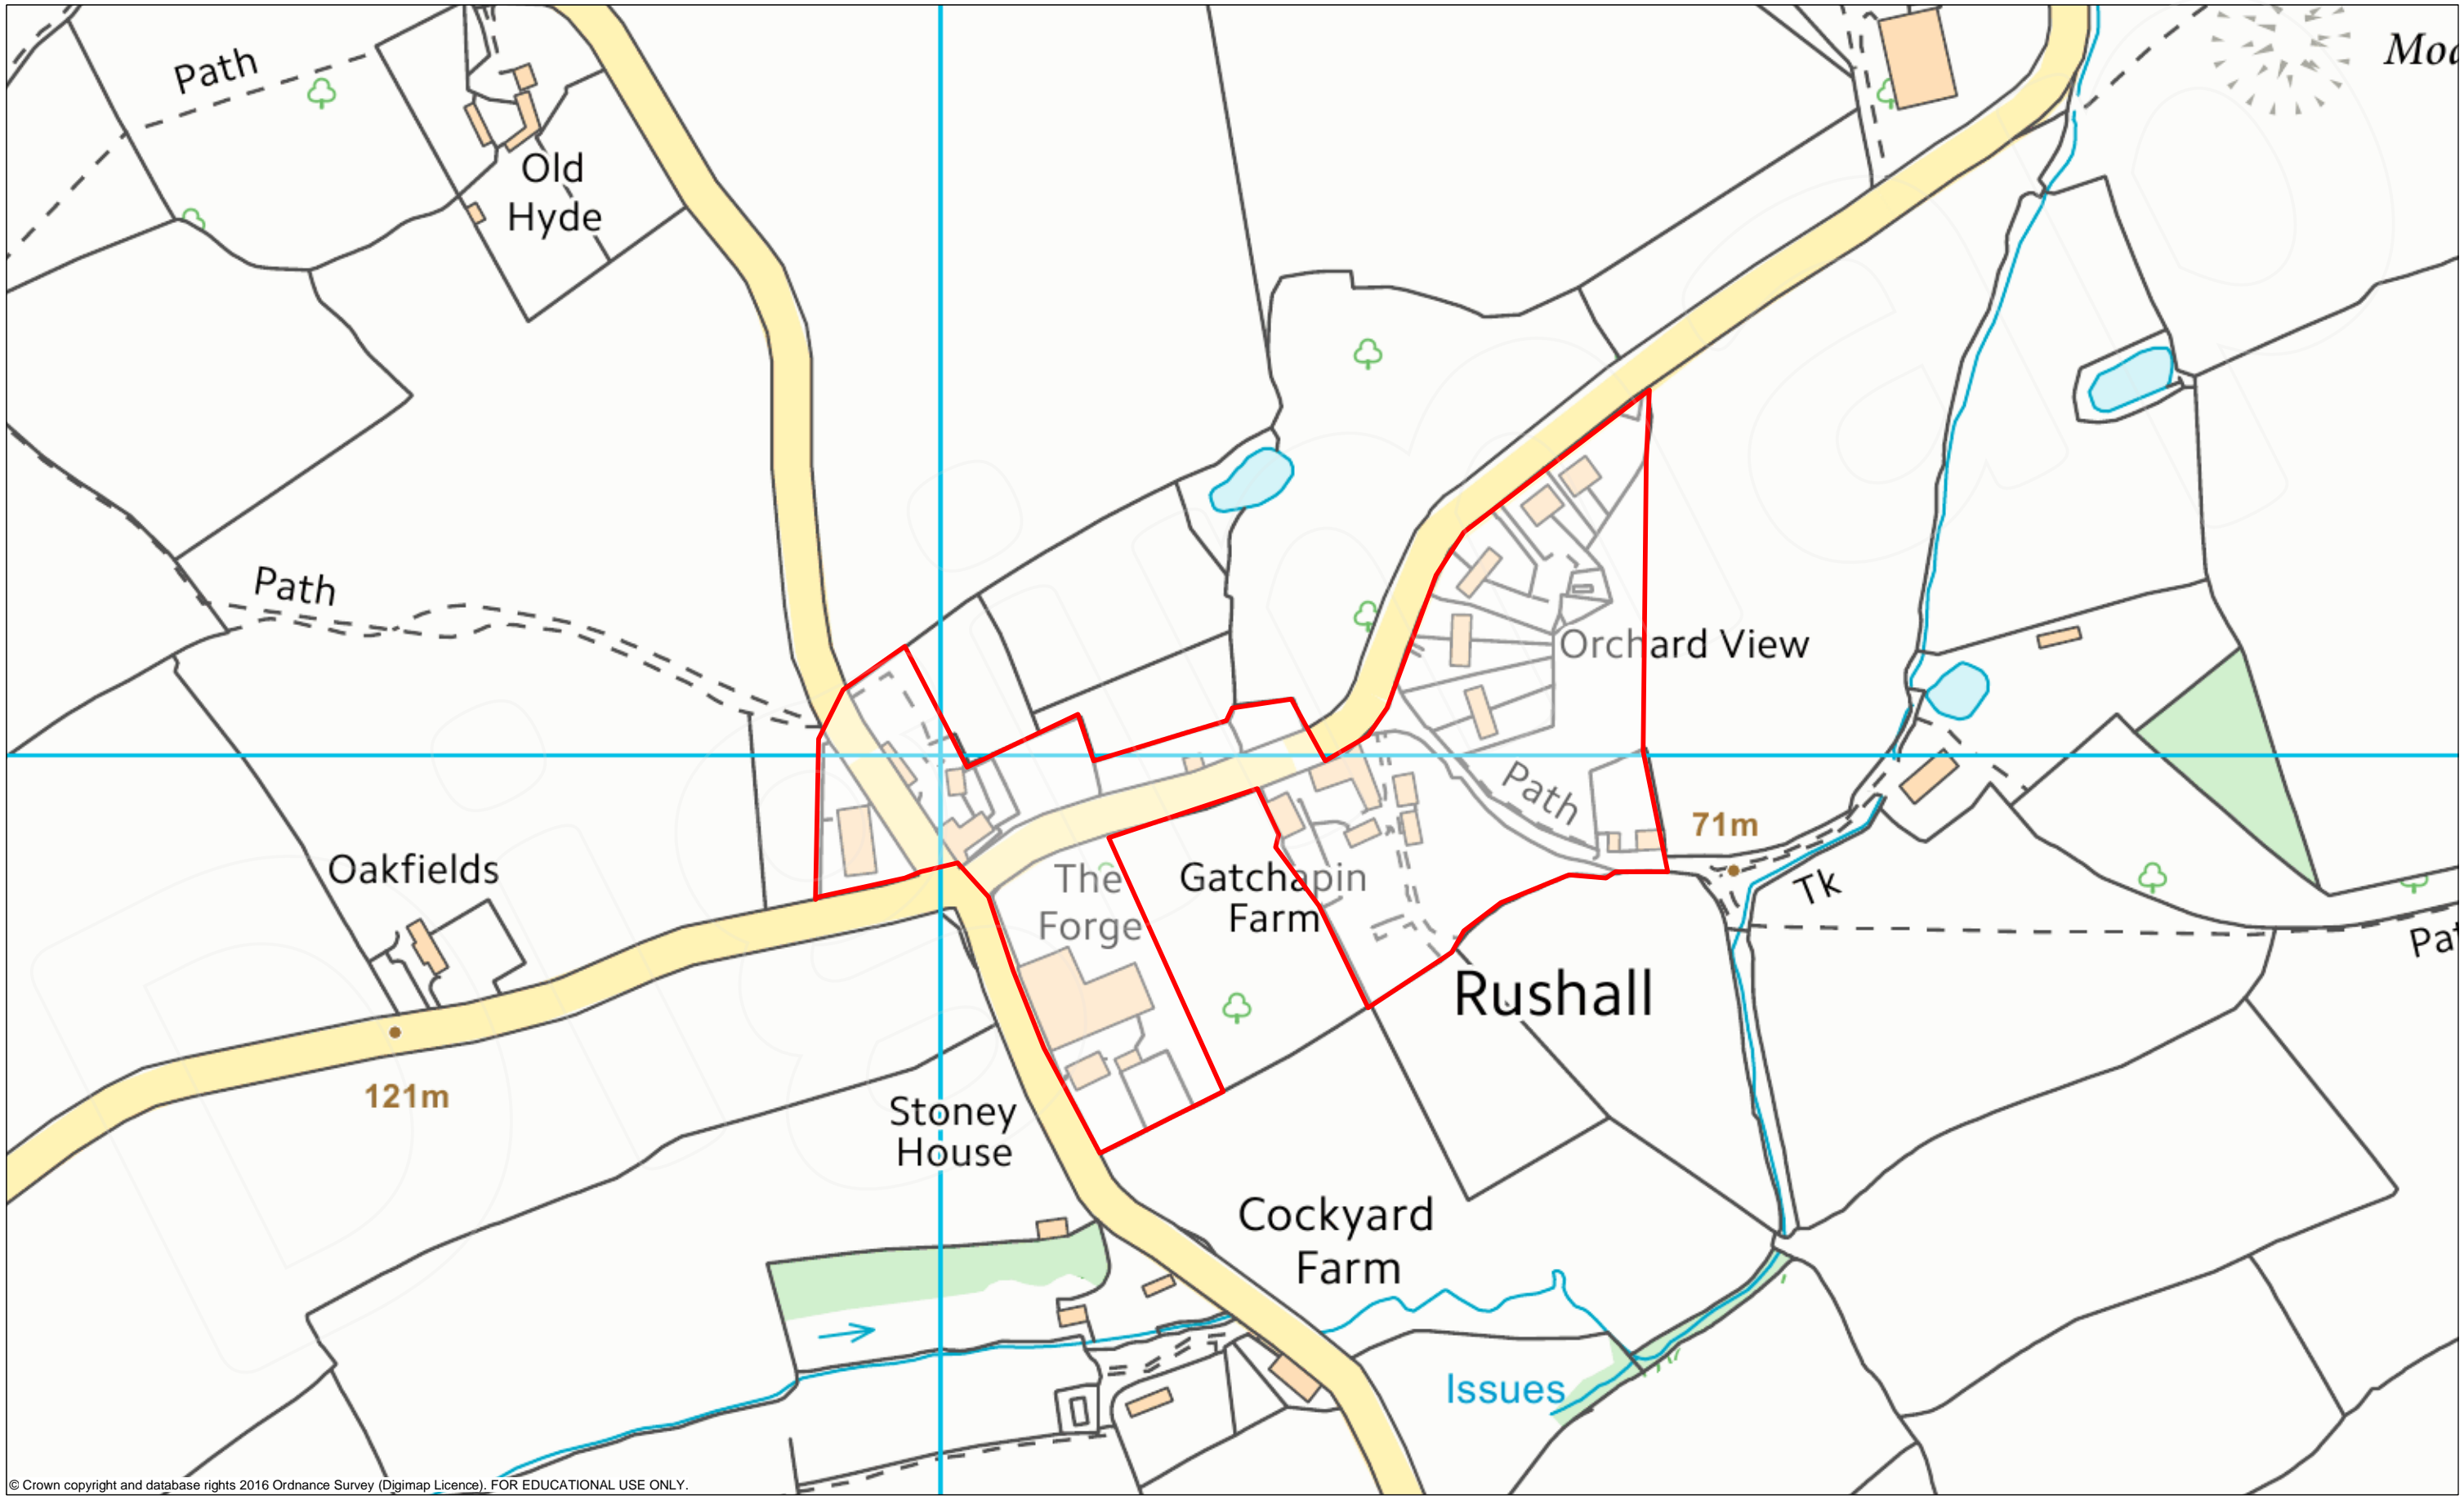 Path
Mo
Old
Hyde
Path
Orchard View
Path
71m
Oakfields
The
Forge
Gatchapin
Farm
Tk
Pat
Rushall
121m
Stoney
House
Cockyard
Farm
Issues
© Crown copyright and database rights 2016 Ordnance Survey (Digimap Licence). FOR EDUCATIONAL USE ONLY.